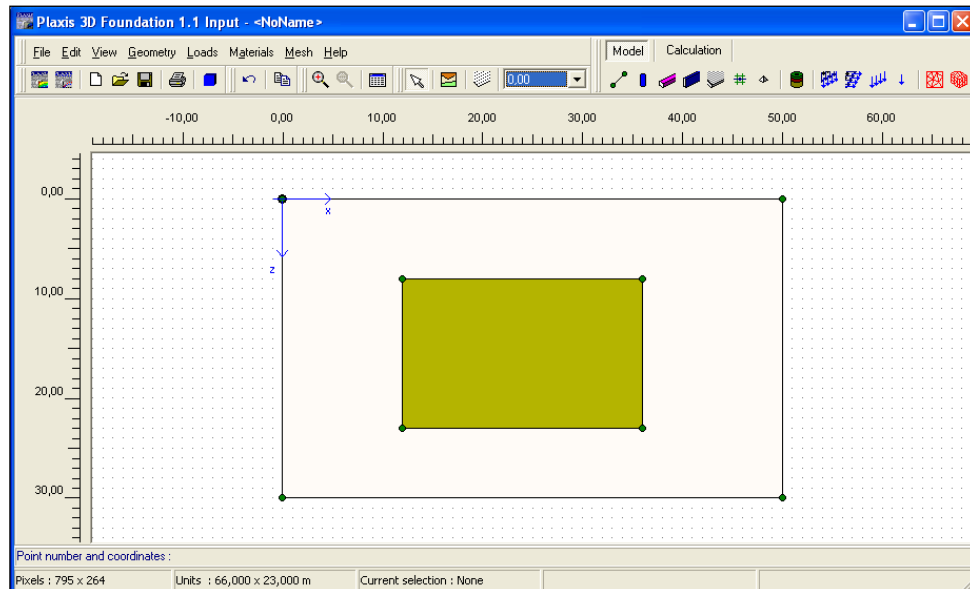 Plaxis 3D Foundation 1.1 Input - <NoName>
File Edit View Geometry Loads Materials Mesh Help
Model Calculation
0.00
-10,00 0,00 10,00 20,00 30,00 40,00 50,00 60,00
0,00
x
z
10,00
20,00
30,00
Point number and coordinates :
Pixels : 795 x 264 Units : 66,000 x 23,000 m Current selection : None